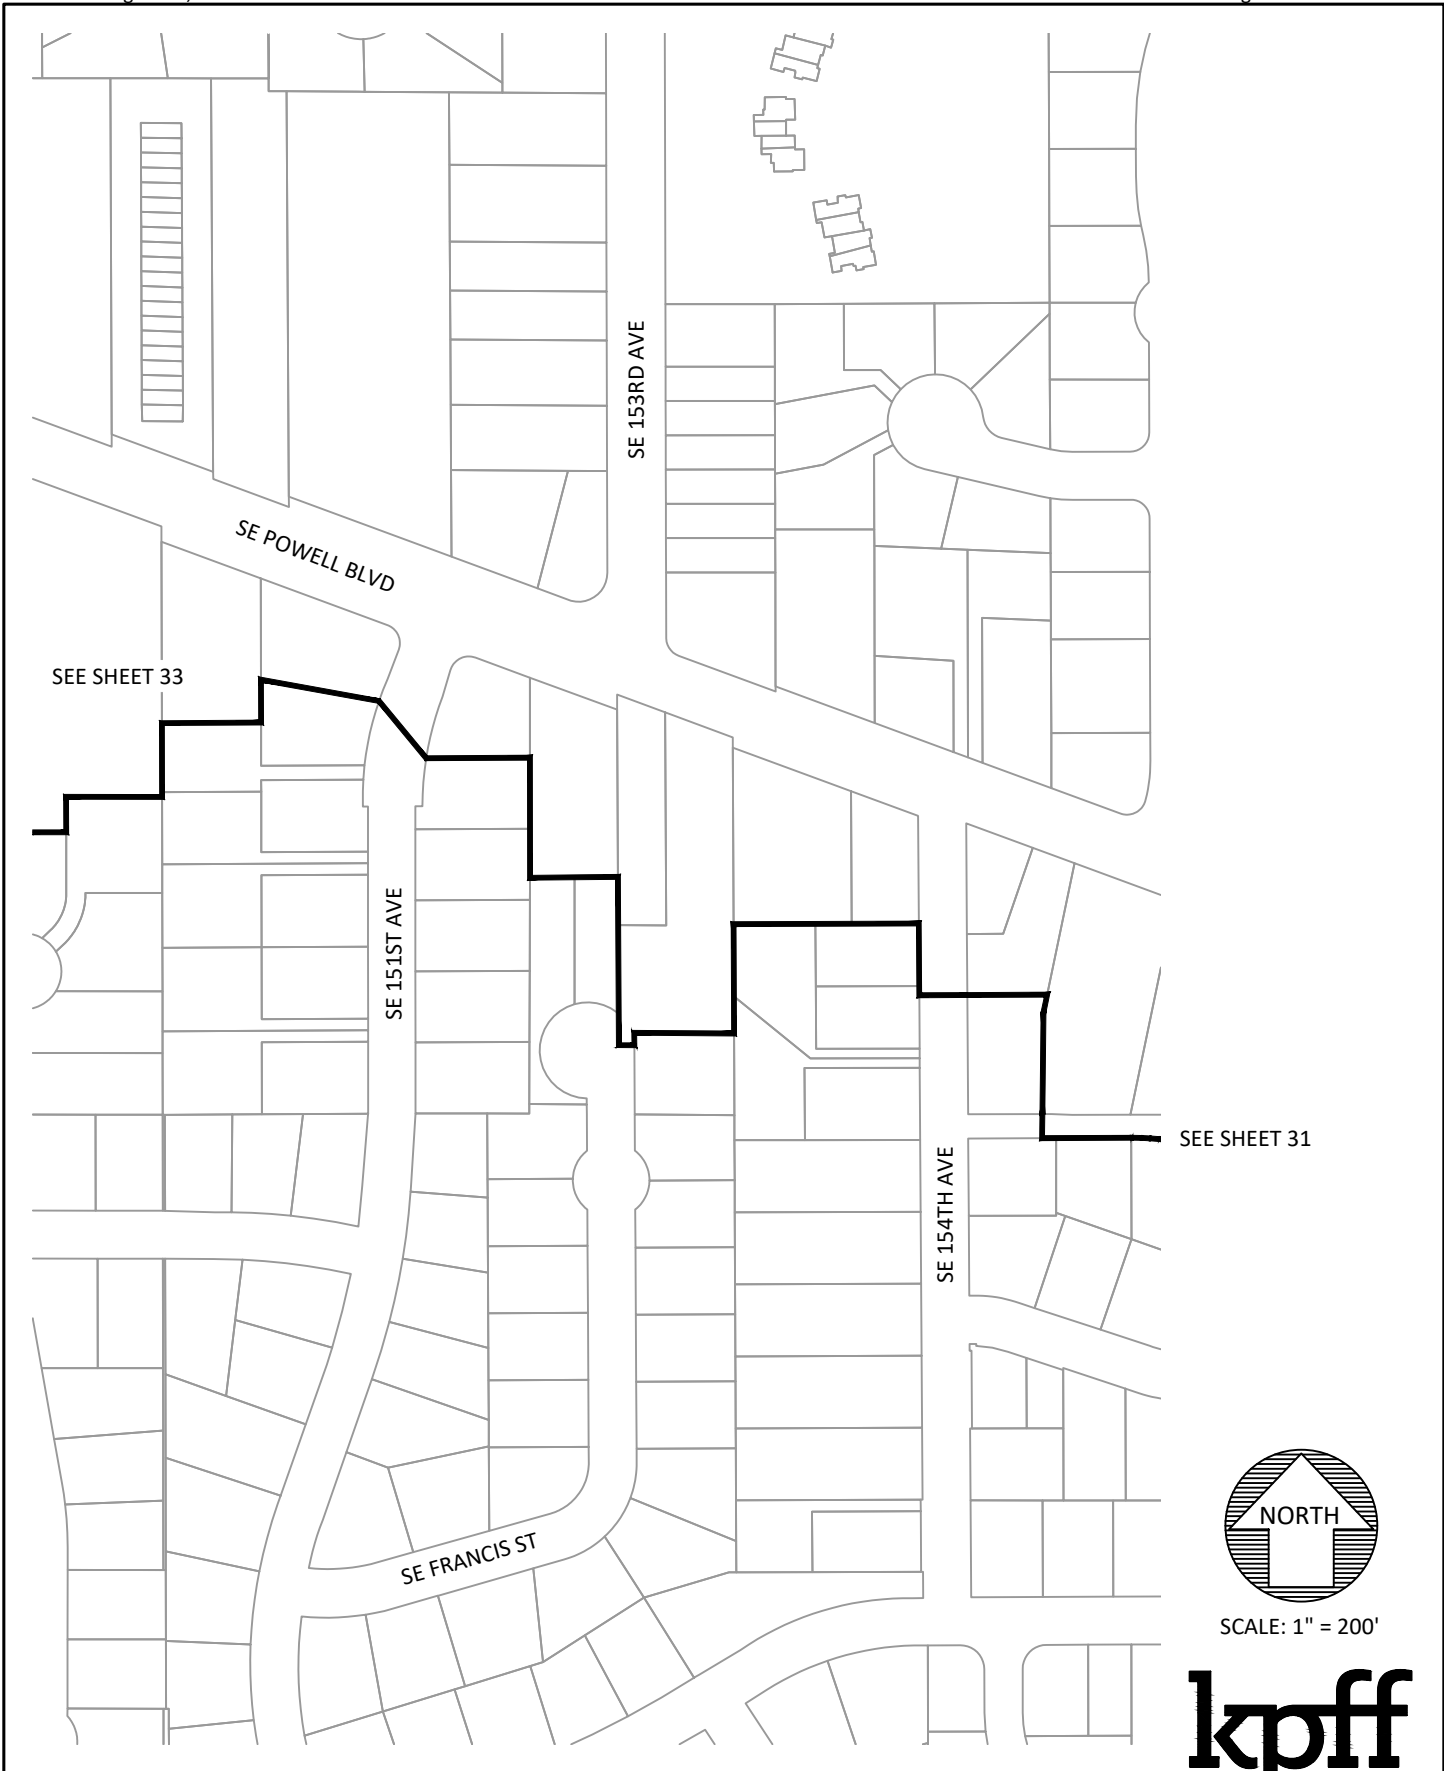 SE 153RD AVE
SE POWELL BLVD
SEE SHEET 33
SE 151ST AVE
SEE SHEET 31
SE 154TH AVE
NORTH
SE FRANCIS ST
SCALE: 1" = 200'
kpff